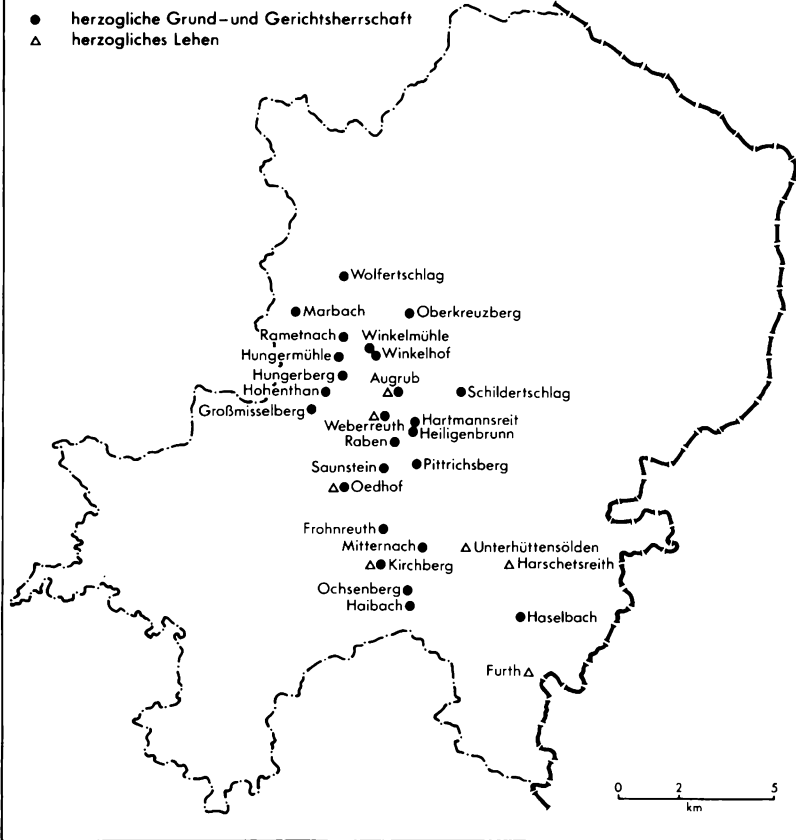 herzogliche Grund-und Gerichtsherrschaft
herzogliches Lehen
Wolfertschlag
Marbach
Oberkreuzberg
Rametnach
Winkelmühle
Hungermühle
Winkelhof
Hungerberg
Augrub
Hohenthan
Schildertschlag
Großmisselberg
Weberreuth
Hartmannsreit
Heiligenbrunn
Raben
Saunstein
Pittrichsberg
Oedhof
Frohnreuth
Mitternach
Unterhüttensölden
Kirchberg
Harschetsreith
Ochsenberg
Haibach
Haselbach
Furth
0 2 5
km